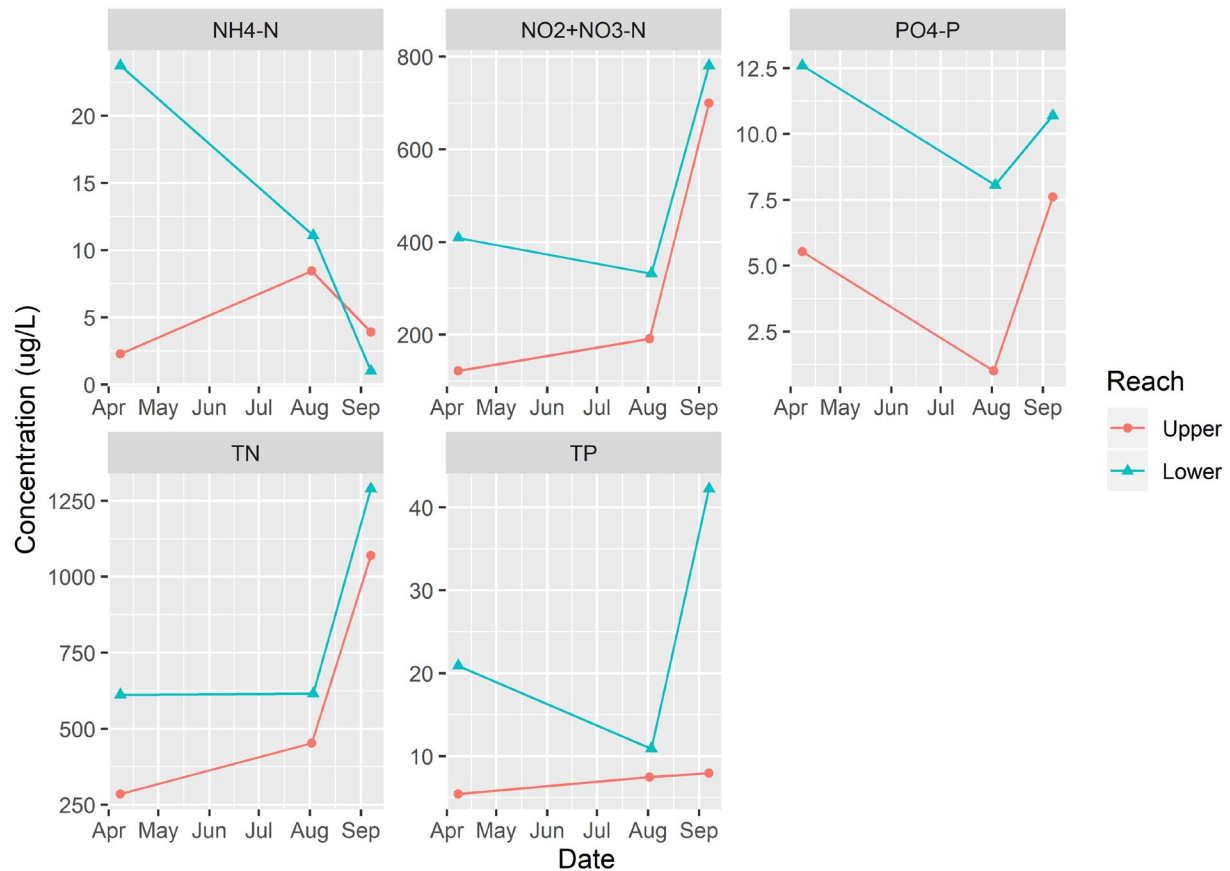 NH4-N
NO2+NO3-N
PO4-P
20
15
10
5
0
800
600
400
200
12.5
10.0
7.5
5.0
2.5
Apr May Jun Jul Aug Sep
Apr May Jun Jul Aug Sep
Apr May Jun Jul Aug Sep
TN
TP
1250
1000
750
500
250
40
30
20
10
Apr May Jun Jul Aug Sep
Apr May Jun Jul Aug Sep
Concentration (ug/L)
Date
Reach
Upper
Lower